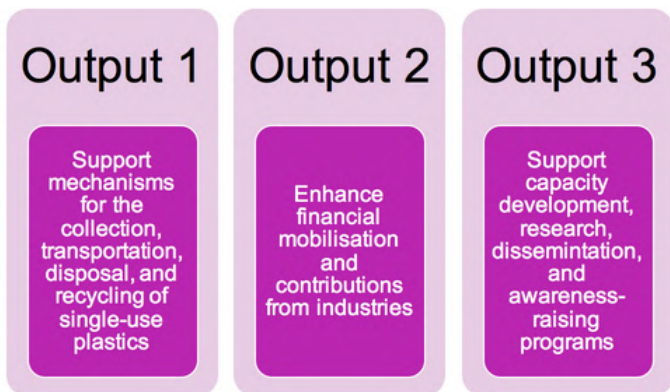 Output 1
Support
mechanisms
for the
collection,
transportation,
disposal, and
recycling of
single-use
plastics
Output 2
Enhance
financial
mobilisation
and
contributions
from industries
Output 3
Support
capacity
development,
research,
dissemintation,
and
awareness-
raising
programs